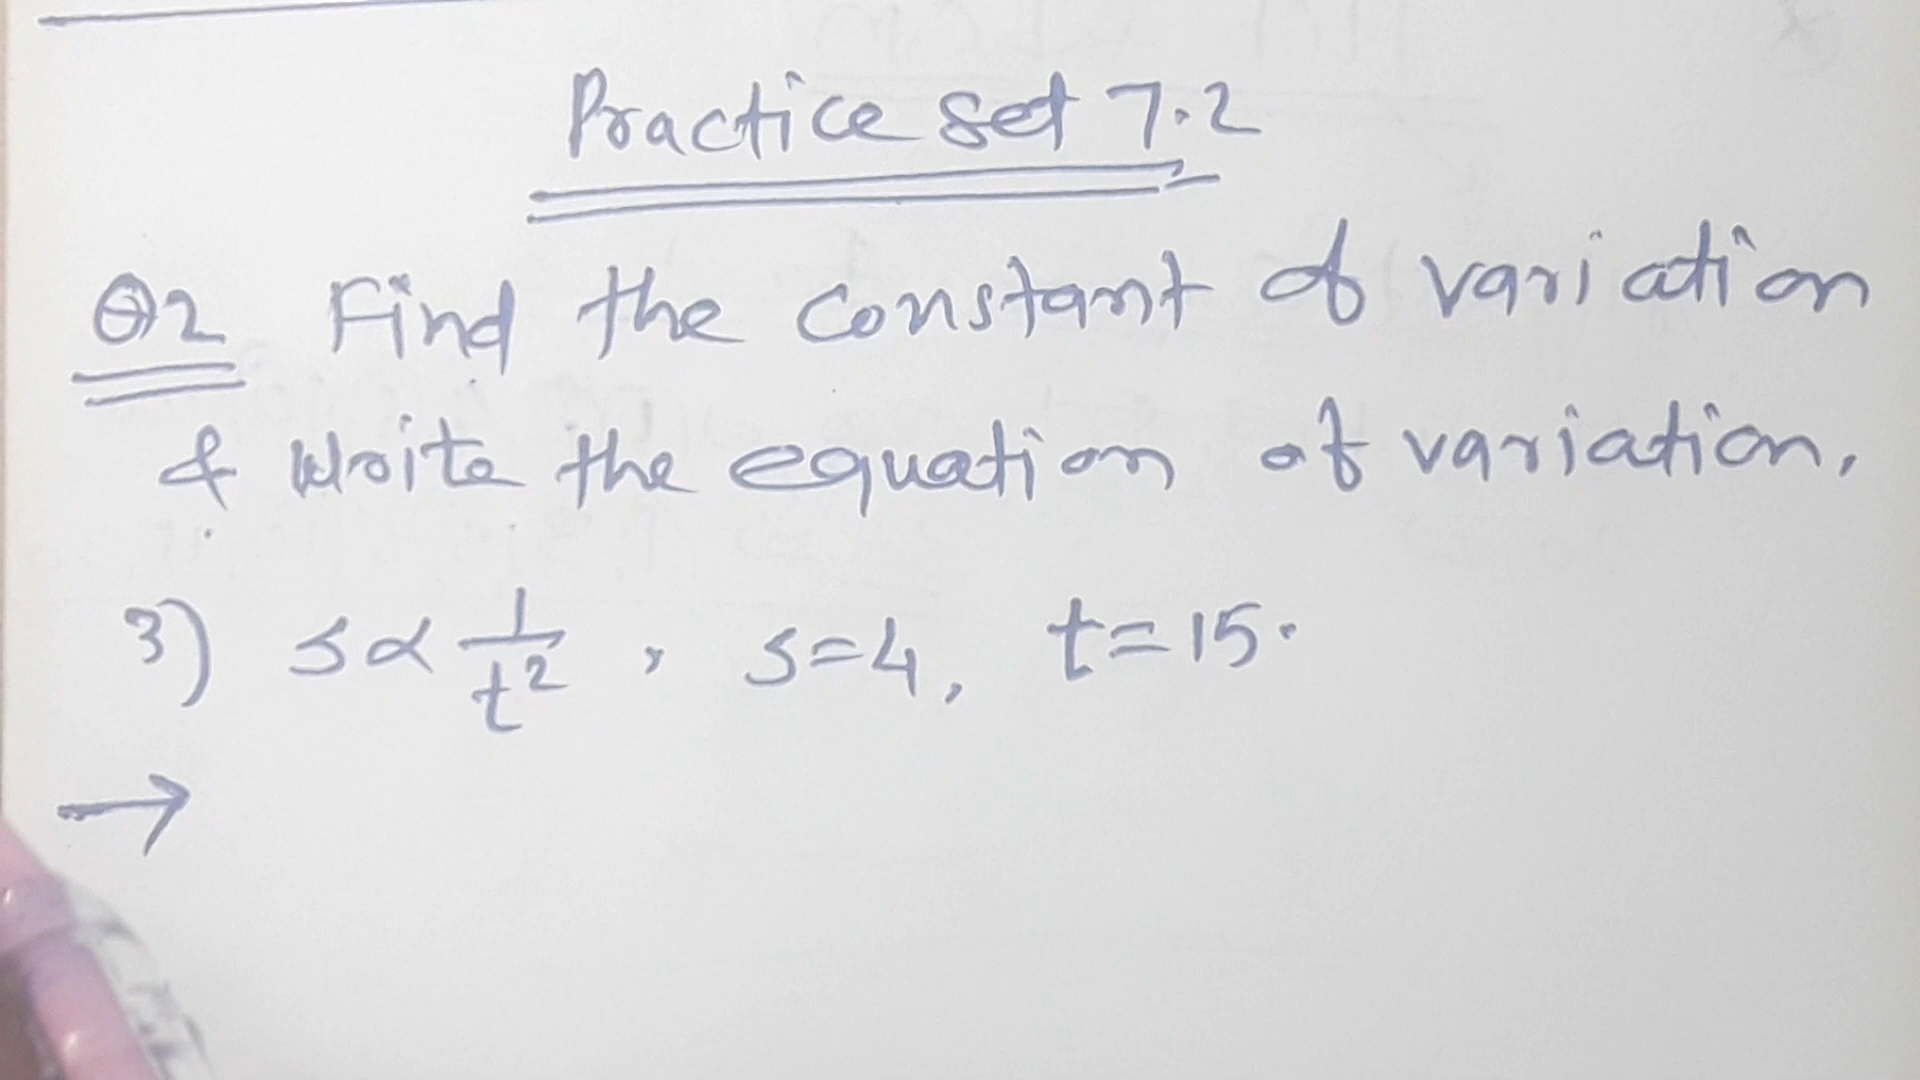 Practice set 7.2
Q2 Find the constant of variation
& Write the equation of variation.
3) s ∝ 1/t² , s=4, t=15.
→